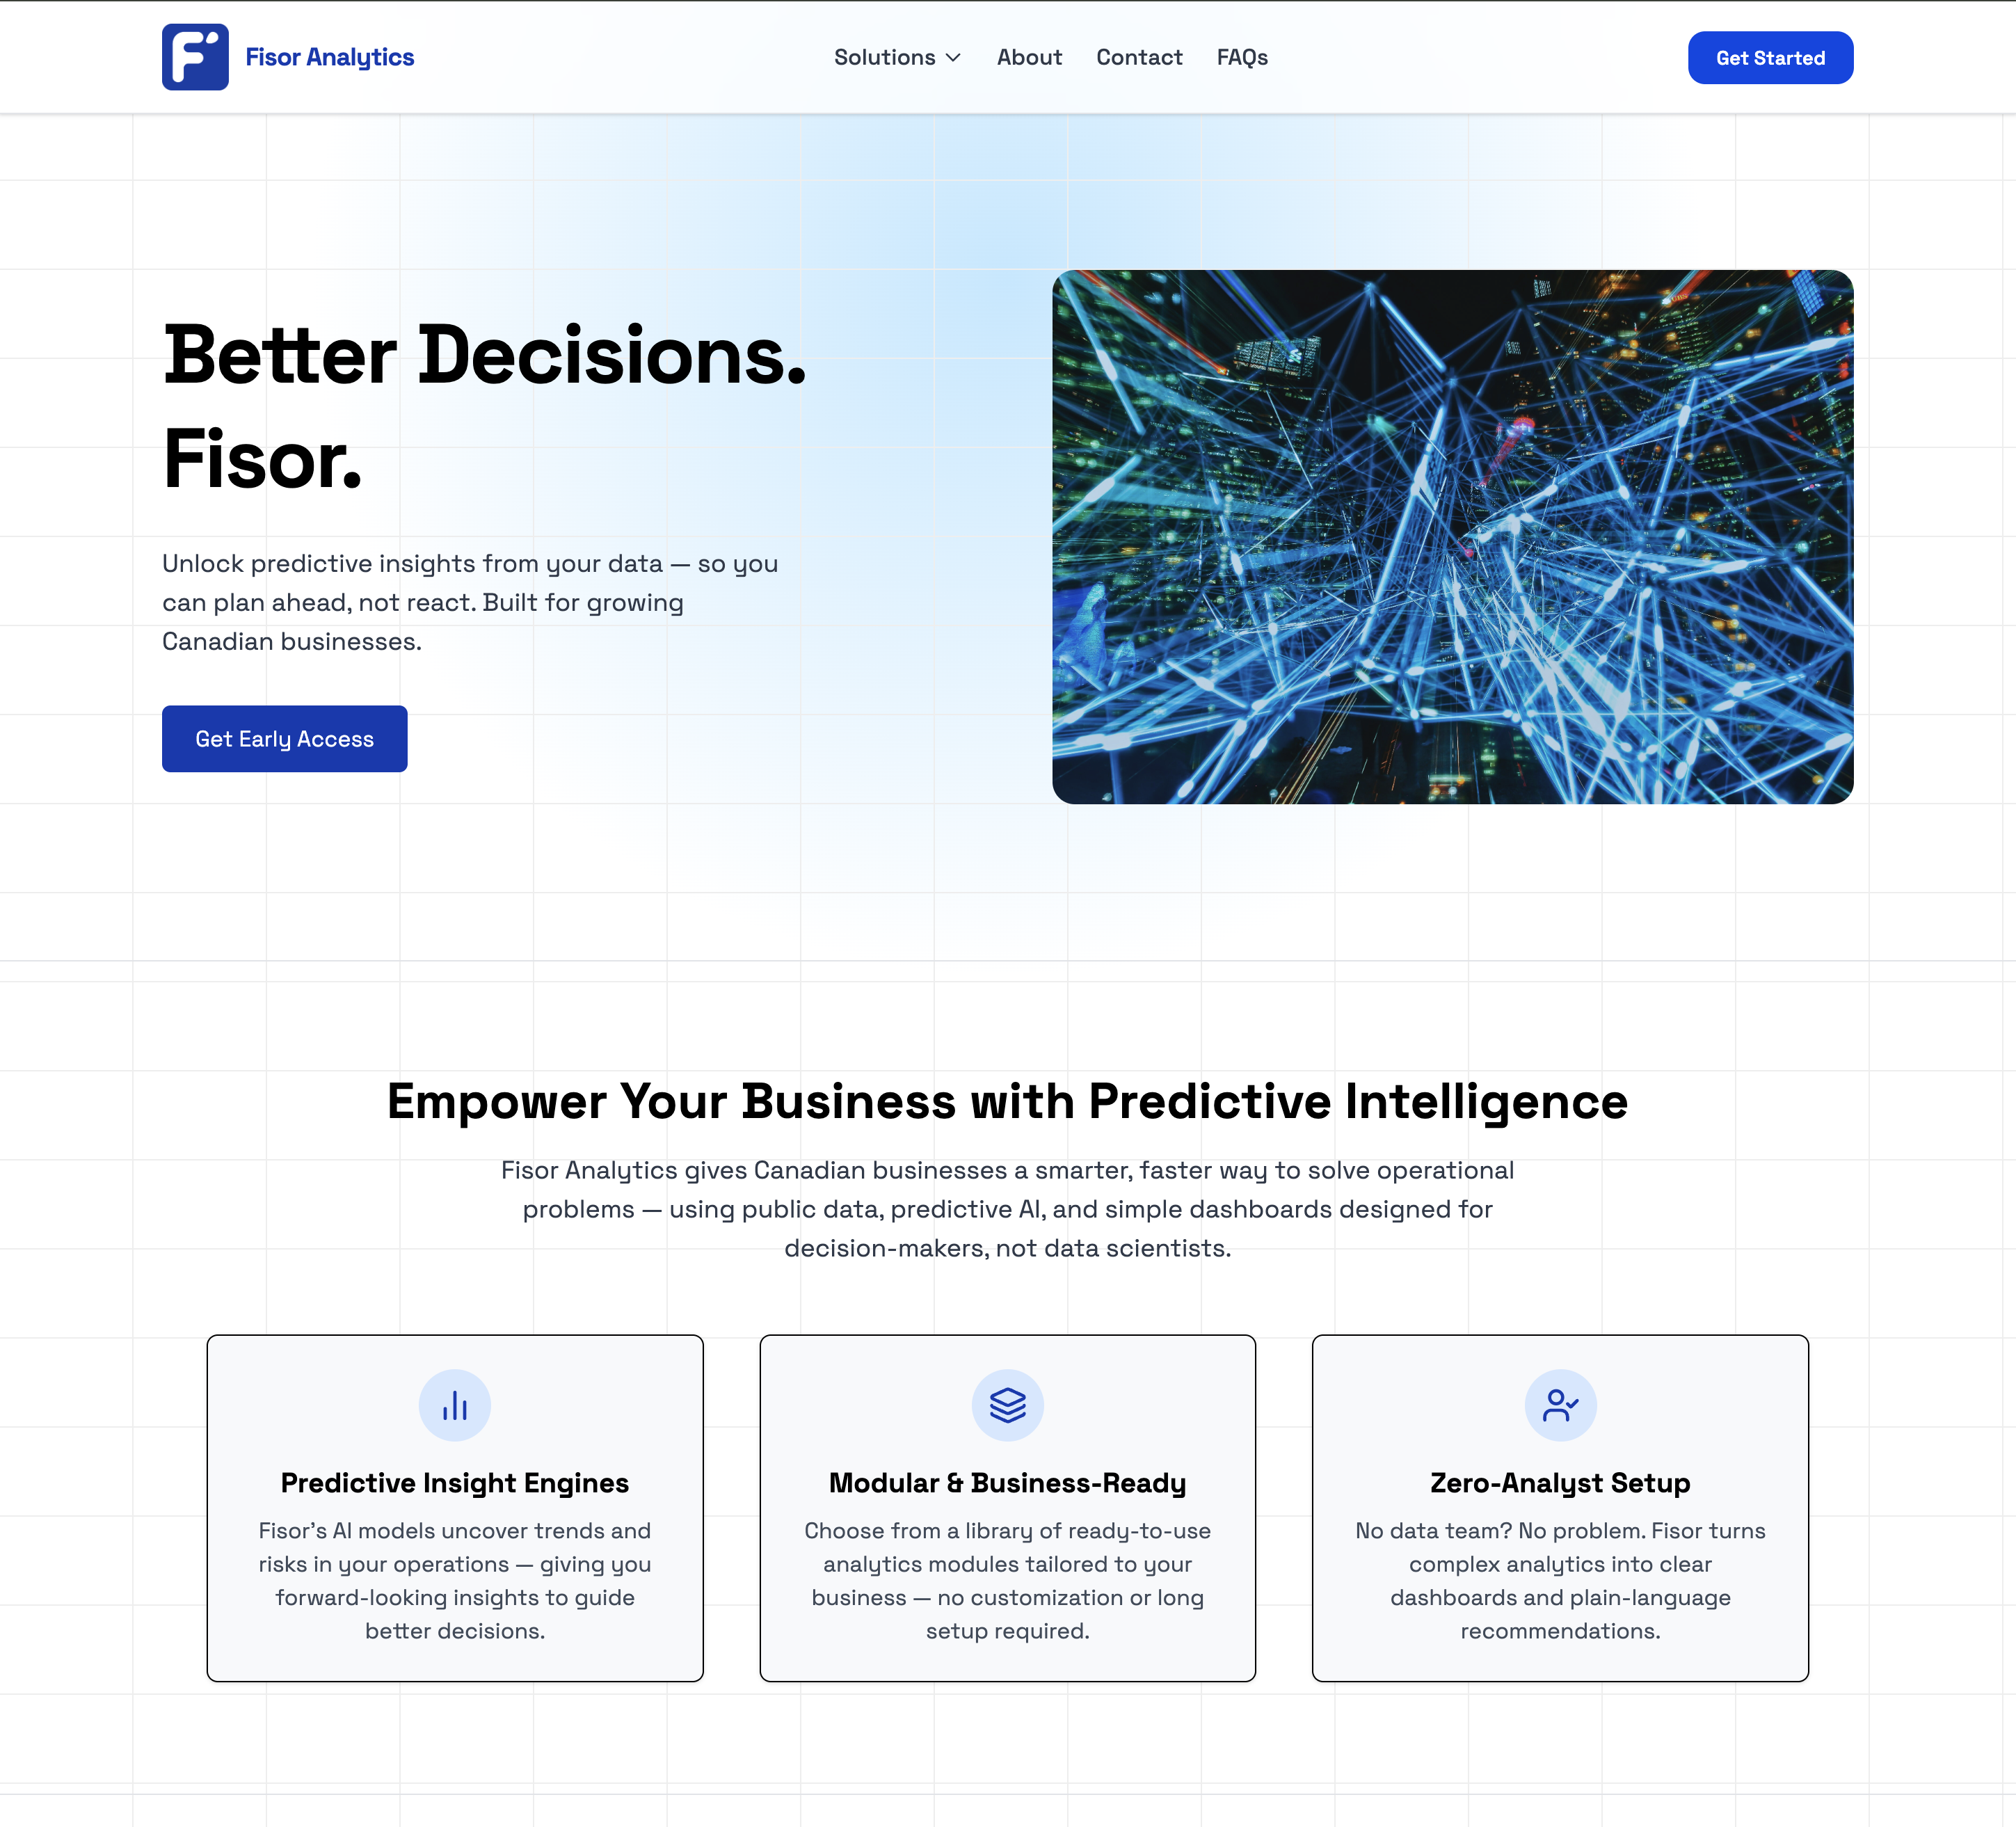 Fisor Analytics
Solutions
About
Contact
FAQs
Get Started
Better Decisions.
Fisor.
Unlock predictive insights from your data — so you
can plan ahead, not react. Built for growing
Canadian businesses.
Get Early Access
Empower Your Business with Predictive Intelligence
Fisor Analytics gives Canadian businesses a smarter, faster way to solve operational
problems — using public data, predictive AI, and simple dashboards designed for
decision-makers, not data scientists.
Predictive Insight Engines
Fisor’s AI models uncover trends and
risks in your operations — giving you
forward-looking insights to guide
better decisions.
Modular & Business-Ready
Choose from a library of ready-to-use
analytics modules tailored to your
business — no customization or long
setup required.
Zero-Analyst Setup
No data team? No problem. Fisor turns
complex analytics into clear
dashboards and plain-language
recommendations.